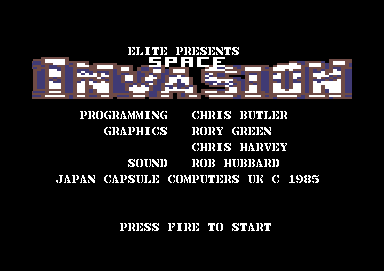 ELITE PRESENTS
SPACE
INVASION
PROGRAMMING CHRIS BUTLER
GRAPHICS RORY GREEN
CHRIS HARVEY
SOUND ROB HUBBARD
JAPAN CAPSULE COMPUTERS UK C 1985
PRESS FIRE TO START